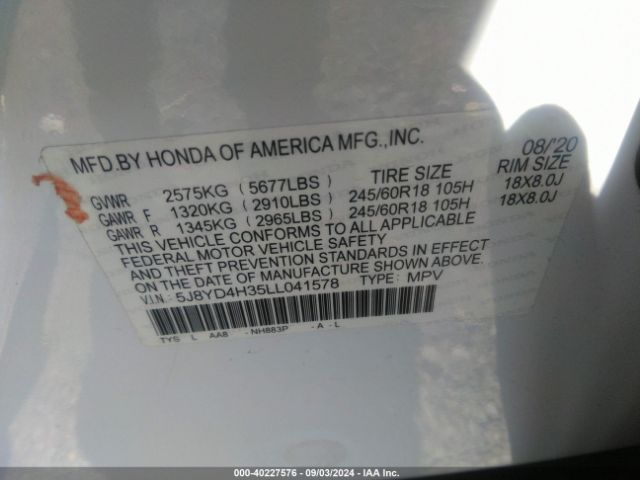 MFD.BY HONDA OF AMERICA MFG.,INC. 08/'20
TIRE SIZE RIM SIZE
GVWR 2575KG (5677LBS)
GAWR F 1320KG (2910LBS) 245/60R18 105H 18X8.0J
GAWR R 1345KG (2965LBS) 245/60R18 105H 18X8.0J
THIS VEHICLE CONFORMS TO ALL APPLICABLE
FEDERAL MOTOR VEHICLE SAFETY
AND THEFT PREVENTION STANDARDS IN EFFECT
ON THE DATE OF MANUFACTURE SHOWN ABOVE.
V.I.N.: 5J8YD4H35LL041578 TYPE: MPV
TYS L AA8 -NH883P -A-L
000-40227576 - 09/03/2024 - IAAI.COM